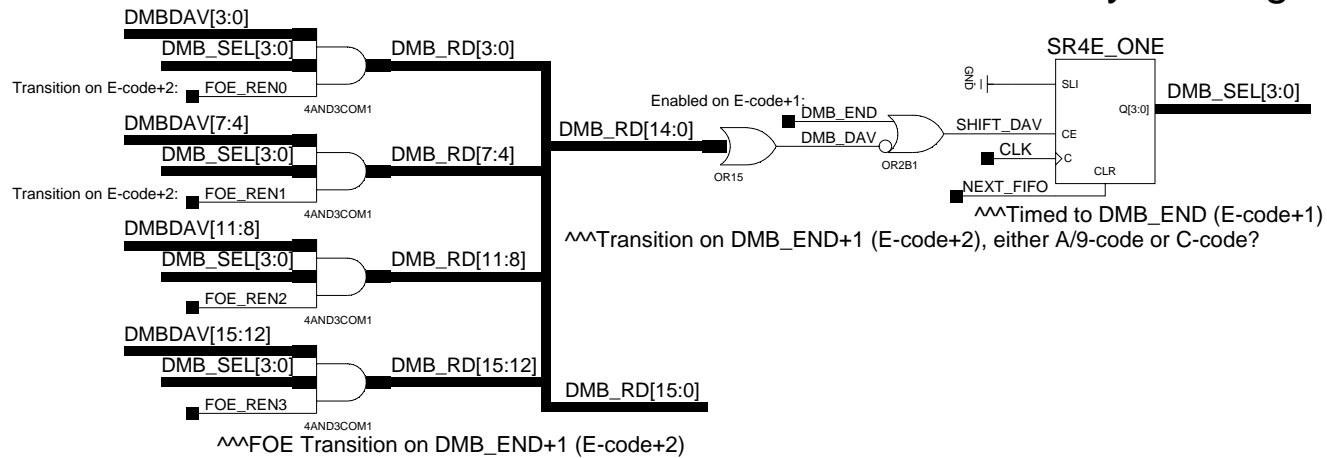 DMBDAV[3:0]
DMB_SEL[3:0]
DMB_RD[3:0]
Transition on E-code+2:
FOE_REN0
4AND3COM1
DMBDAV[7:4]
DMB_SEL[3:0]
DMB_RD[7:4]
Transition on E-code+2:
FOE_REN1
4AND3COM1
DMBDAV[11:8]
DMB_SEL[3:0]
DMB_RD[11:8]
FOE_REN2
4AND3COM1
DMBDAV[15:12]
DMB_SEL[3:0]
DMB_RD[15:12]
FOE_REN3
4AND3COM1
^^^FOE Transition on DMB_END+1 (E-code+2)
DMB_RD[14:0]
DMB_RD[15:0]
OR15
Enabled on E-code+1:
DMB_END
DMB_DAV
OR2B1
SHIFT_DAV
SR4E_ONE
GND
SLI
Q[3:0]
DMB_SEL[3:0]
CE
CLK
C
CLR
NEXT_FIFO
^^^Timed to DMB_END (E-code+1)
^^^Transition on DMB_END+1 (E-code+2), either A/9-code or C-code?